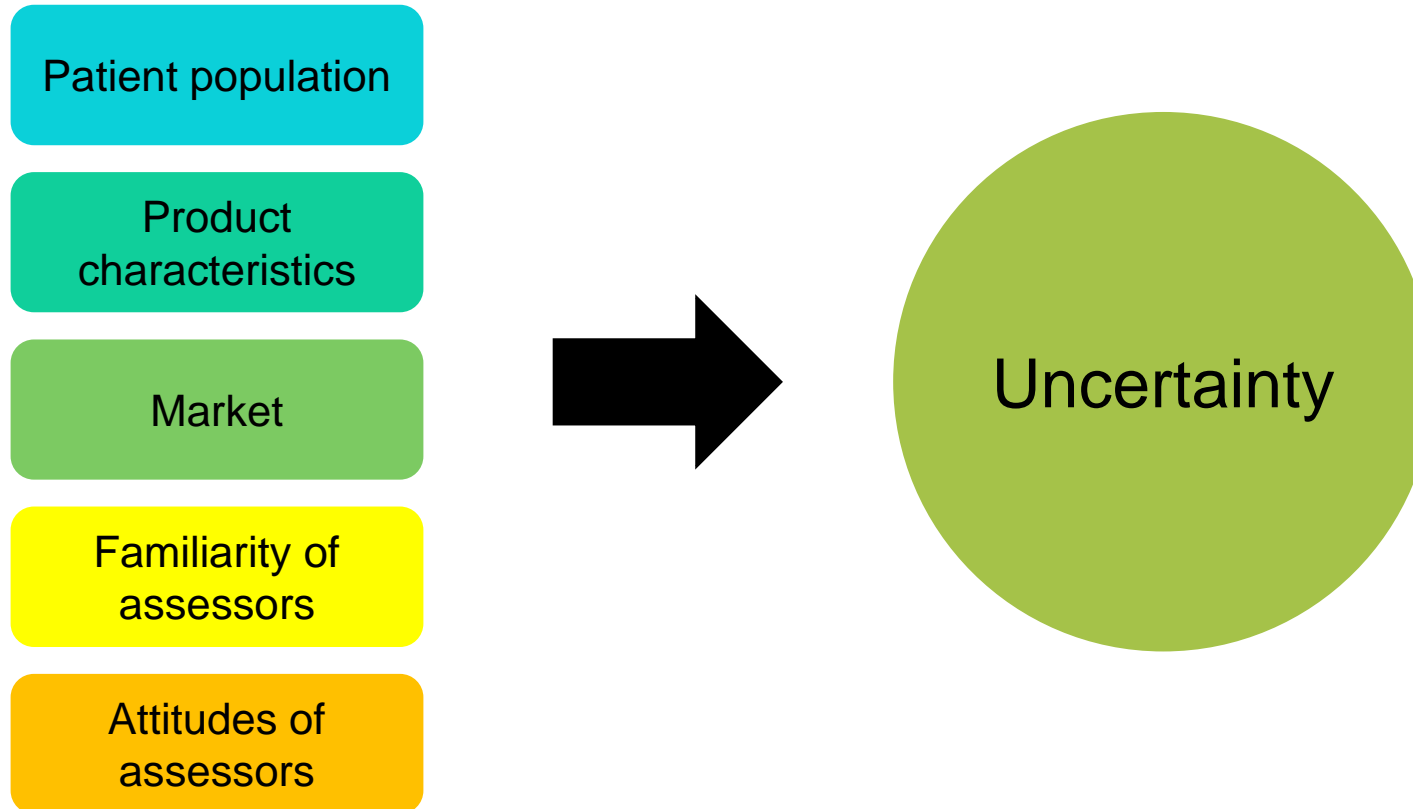 Patient population
Product
characteristics
Market
Familiarity of
assessors
Attitudes of
assessors
Uncertainty